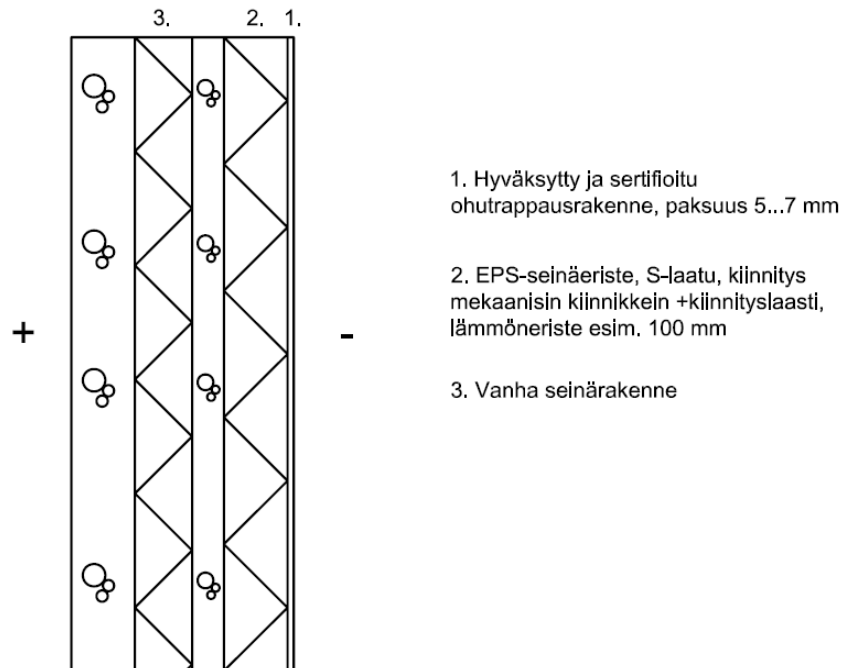 3. 2. 1.
1. Hyväksytty ja sertifioitu
ohutrappausrakenne, paksuus 5...7 mm
2. EPS-seinäeriste, S-laatu, kiinnitys
mekaanisin kiinnikkein +kiinnityslaasti,
lämmöneriste esim. 100 mm
+ -
3. Vanha seinärakenne